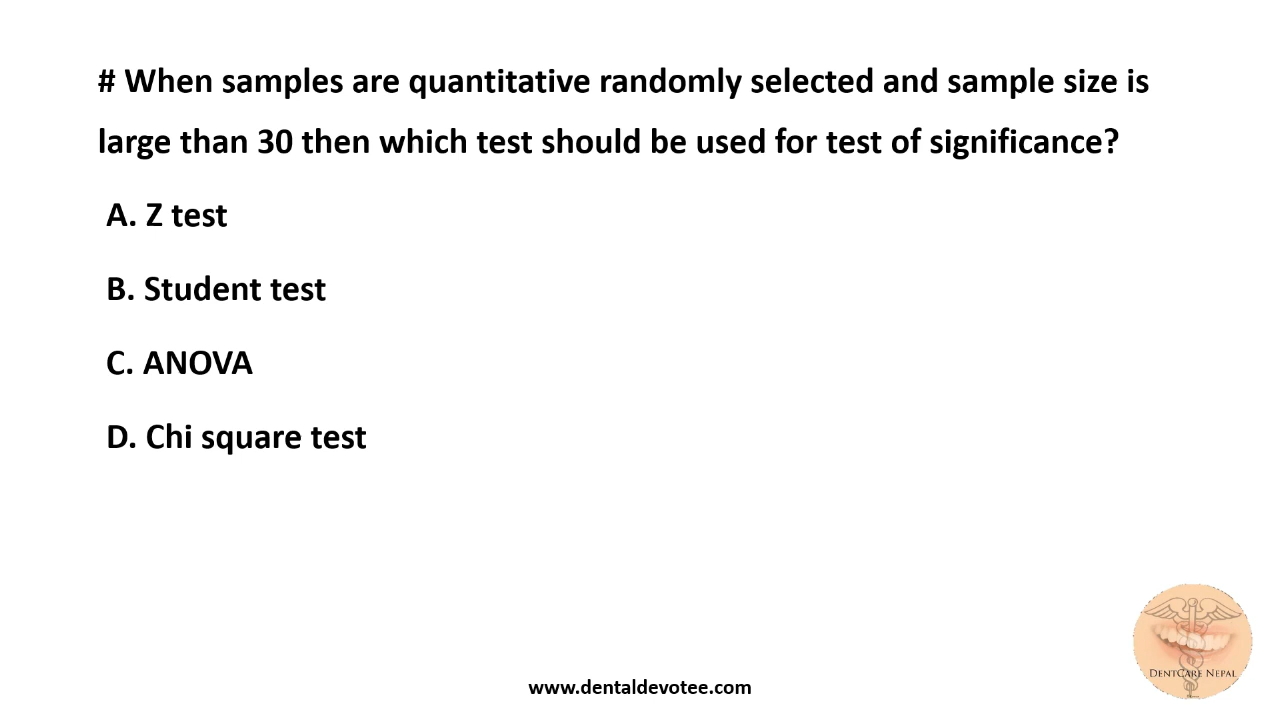 # When samples are quantitative randomly selected and sample size is
large than 30 then which test should be used for test of significance?
A. Z test
B. Student test
C. ANOVA
D. Chi square test
DENTCARE NEPAL
www.dentaldevotee.com